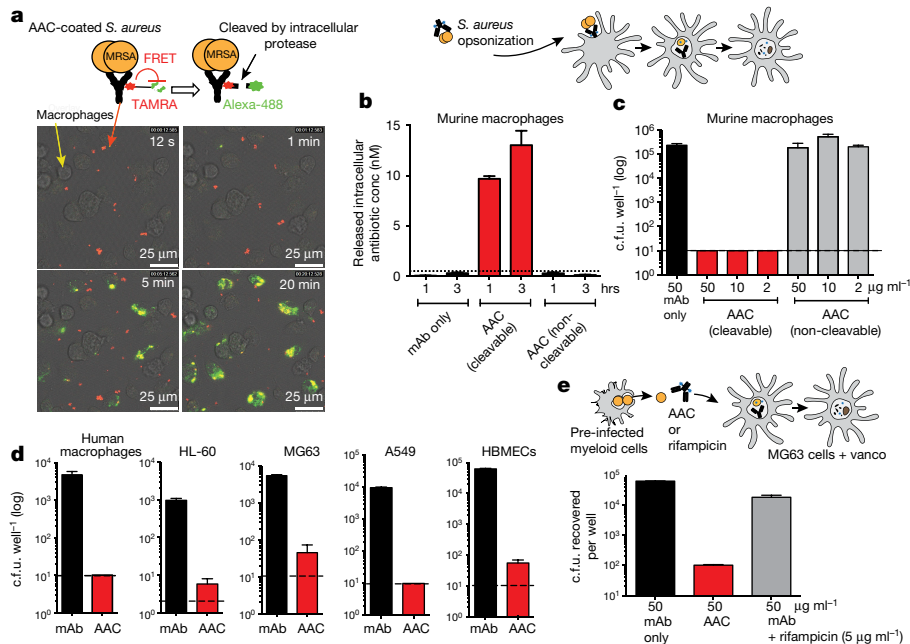 a
AAC-coated S. aureus
Cleaved by intracellular
protease
MRSA
FRET
MRSA
TAMRA
Alexa-488
Macrophages
12 s
1 min
25 μm
25 μm
5 min
20 min
25 μm
25 μm
S. aureus
opsonization
b
Murine macrophages
Released intracellular
antibiotic conc (nM)
15
10
5
0
1 3 1 3 1 3 hrs
mAb only
AAC
(cleavable)
AAC (non-
cleavable)
c
Murine macrophages
c.f.u. well⁻¹ (log)
10⁶
10⁵
10⁴
10³
10²
10¹
10⁰
50 50 10 2 50 10 2 μg ml⁻¹
mAb
only
AAC
(cleavable)
AAC
(non-cleavable)
d
Human
macrophages
HL-60
MG63
A549
HBMECs
c.f.u. well⁻¹ (log)
10⁴
10³
10²
10¹
10⁰
10⁴
10³
10²
10¹
10⁰
10⁴
10³
10²
10¹
10⁰
10⁵
10⁴
10³
10²
10¹
10⁰
10⁵
10⁴
10³
10²
10¹
10⁰
mAb AAC
mAb AAC
mAb AAC
mAb AAC
mAb AAC
e
Pre-infected
myeloid cells
AAC
or
rifampicin
MG63 cells + vanco
c.f.u. recovered
per well
10⁵
10⁴
10³
10²
50 50 50 μg ml⁻¹
mAb
only
AAC
mAb
+ rifampicin (5 μg ml⁻¹)